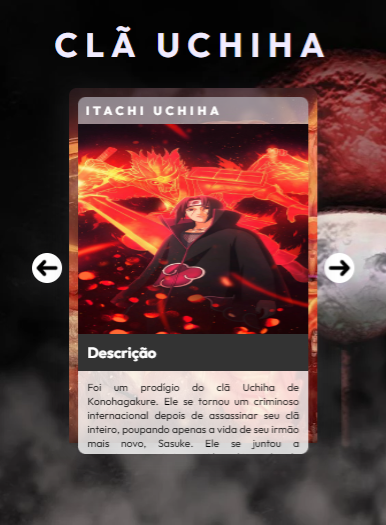 CLÃ UCHIHA
ITACHI UCHIHA
Descrição
Foi um prodígio do clã Uchiha de
Konohagakure. Ele se tornou um criminoso
internacional depois de assassinar seu clã
inteiro, poupando apenas a vida de seu irmão
mais novo, Sasuke. Ele se juntou a